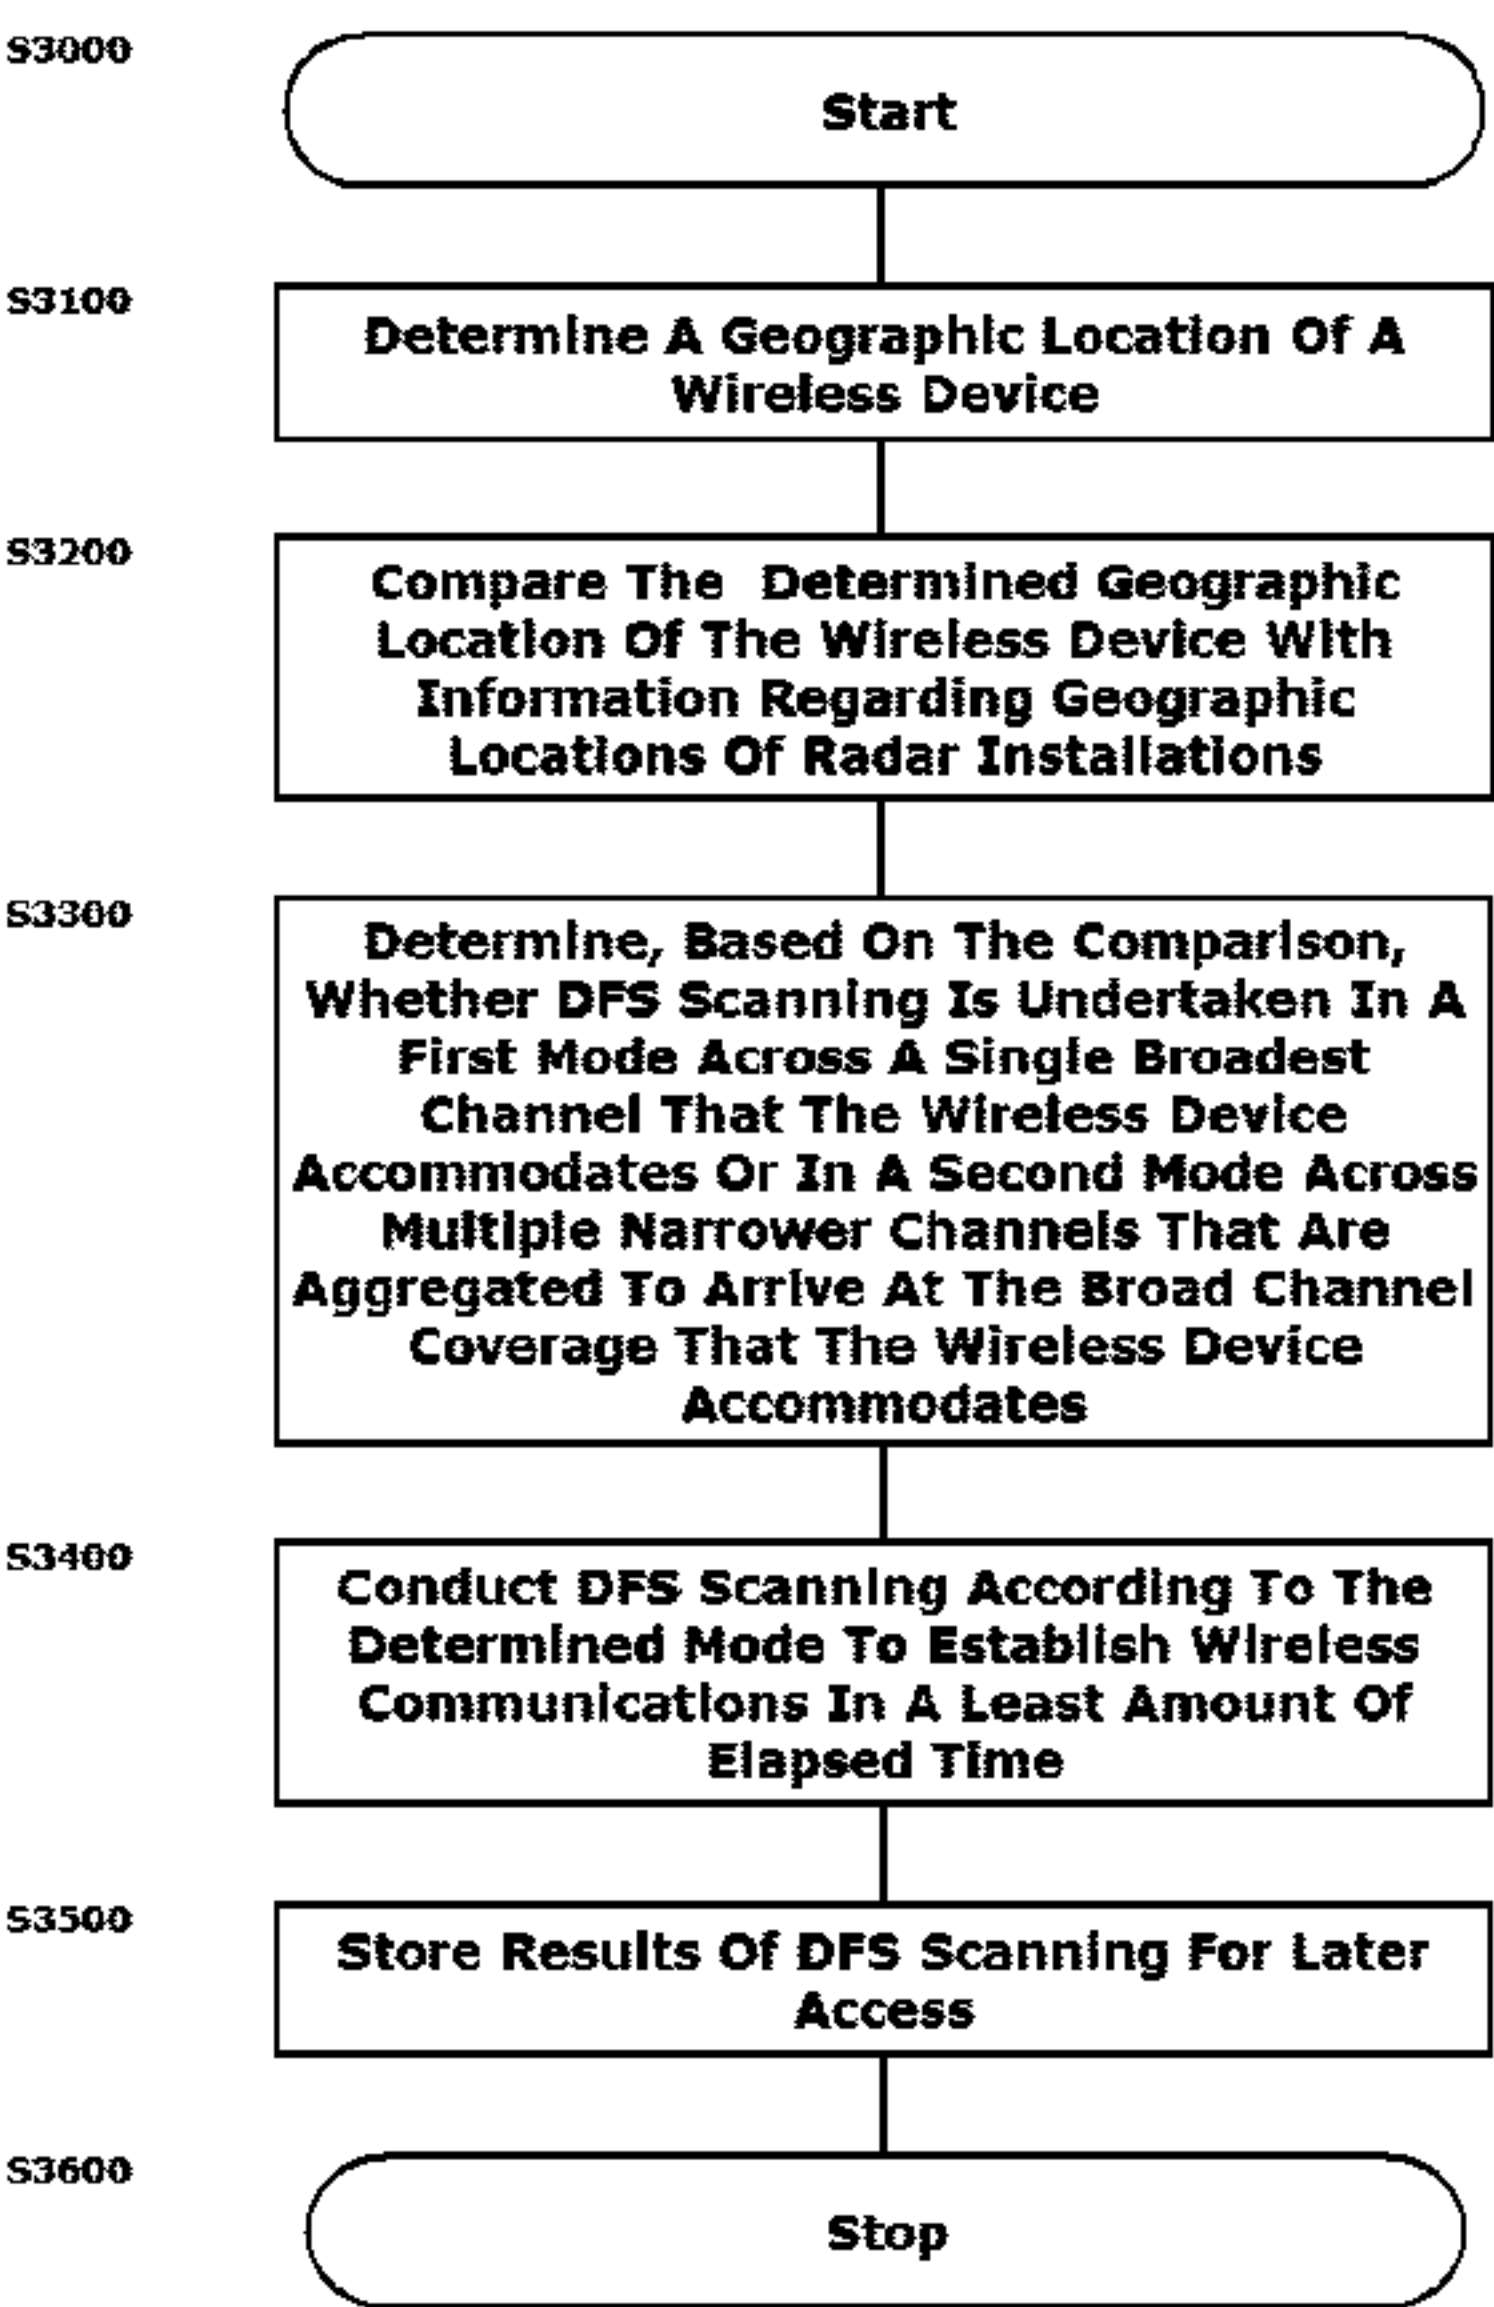 S3000
Start
S3100
Determine A Geographic Location Of A
Wireless Device
S3200
Compare The Determined Geographic
Location Of The Wireless Device With
Information Regarding Geographic
Locations Of Radar Installations
S3300
Determine, Based On The Comparison,
Whether DFS Scanning Is Undertaken In A
First Mode Across A Single Broadest
Channel That The Wireless Device
Accommodates Or In A Second Mode Across
Multiple Narrower Channels That Are
Aggregated To Arrive At The Broad Channel
Coverage That The Wireless Device
Accommodates
S3400
Conduct DFS Scanning According To The
Determined Mode To Establish Wireless
Communications In A Least Amount Of
Elapsed Time
S3500
Store Results Of DFS Scanning For Later
Access
S3600
Stop